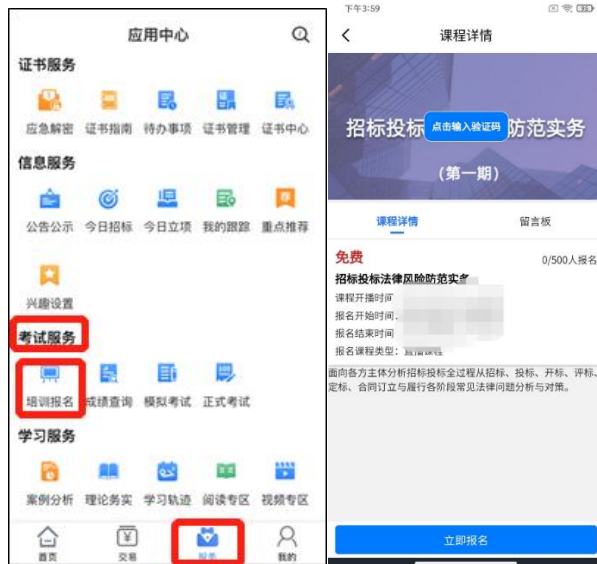 应用中心
证书服务
应急解密 证书指南 待办事项 证书管理 证书中心
信息服务
公告公示 今日招标 今日立项 我的跟踪 重点推荐
兴趣设置
考试服务
培训报名 成绩查询 模拟考试 正式考试
学习服务
案例分析 理论务实 学习轨迹 阅读专区 视频专区
首页 交易 服务 我的
下午3:59
课程详情
招标投标 点击输入验证码 防范实务
(第一期)
课程详情 留言板
免费 0/500人报名
招标投标法律风险防范实务
课程开播时间
报名开始时间:
报名结束时间
报名课程类型: 直播课程
面向各方主体分析招标投标全过程从招标、投标、开标、评标、
定标、合同订立与履行各阶段常见法律问题分析与对策。
立即报名